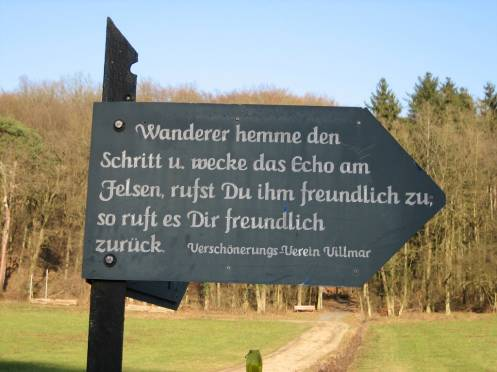 Wanderer hemme den
Schritt u. wecke das Echo am
Felsen, rufst Du ihm freundlich zu,
so ruft es Dir freundlich
zurück. Verschönerungs-Verein Villmar